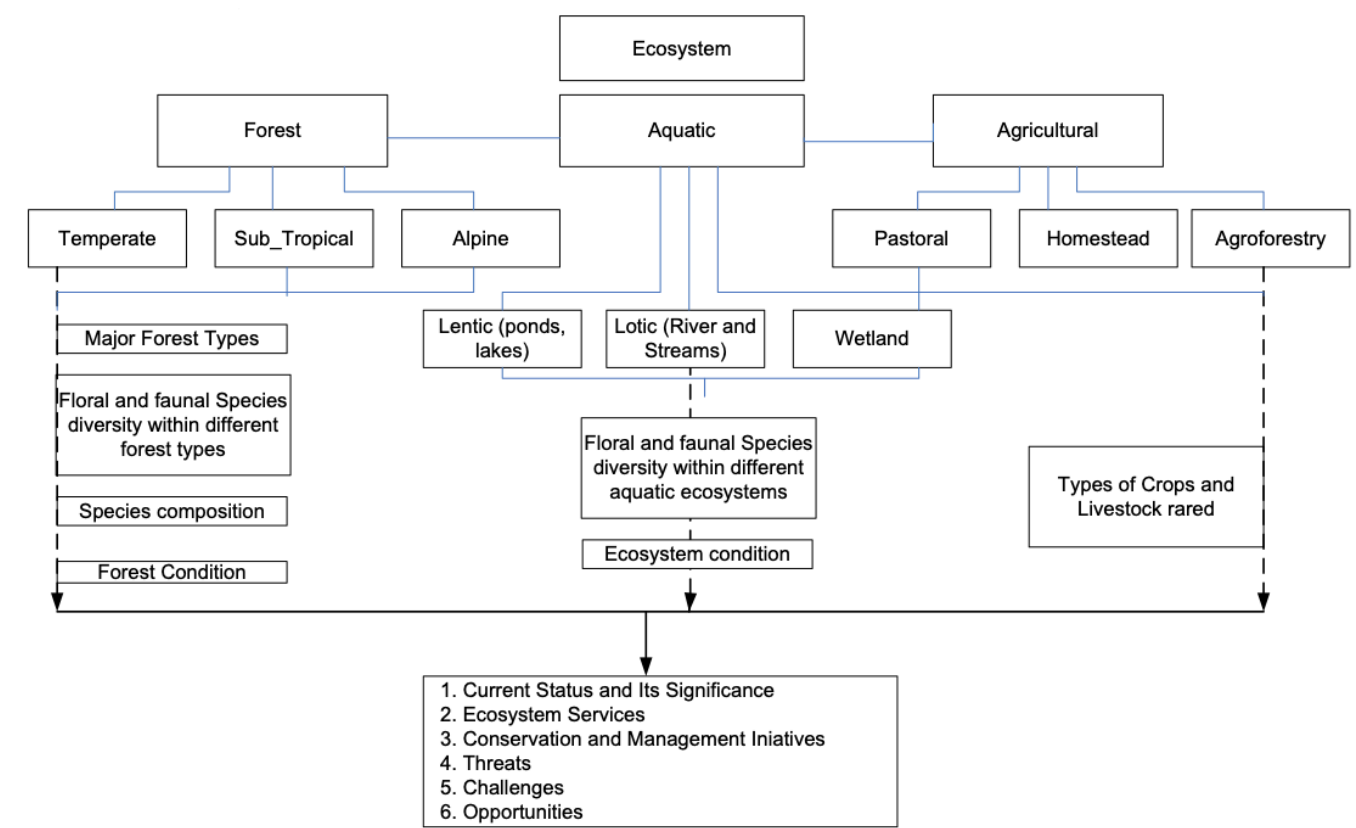 Ecosystem
Forest
Aquatic
Agricultural
Temperate
Sub_Tropical
Alpine
Pastoral
Homestead
Agroforestry
Lentic (ponds,
lakes)
Lotic (River and
Streams)
Wetland
Major Forest Types
Floral and faunal Species
diversity within different
forest types
Species composition
Forest Condition
Floral and faunal Species
diversity within different
aquatic ecosystems
Ecosystem condition
Types of Crops and
Livestock rared
1. Current Status and Its Significance
2. Ecosystem Services
3. Conservation and Management Iniatives
4. Threats
5. Challenges
6. Opportunities